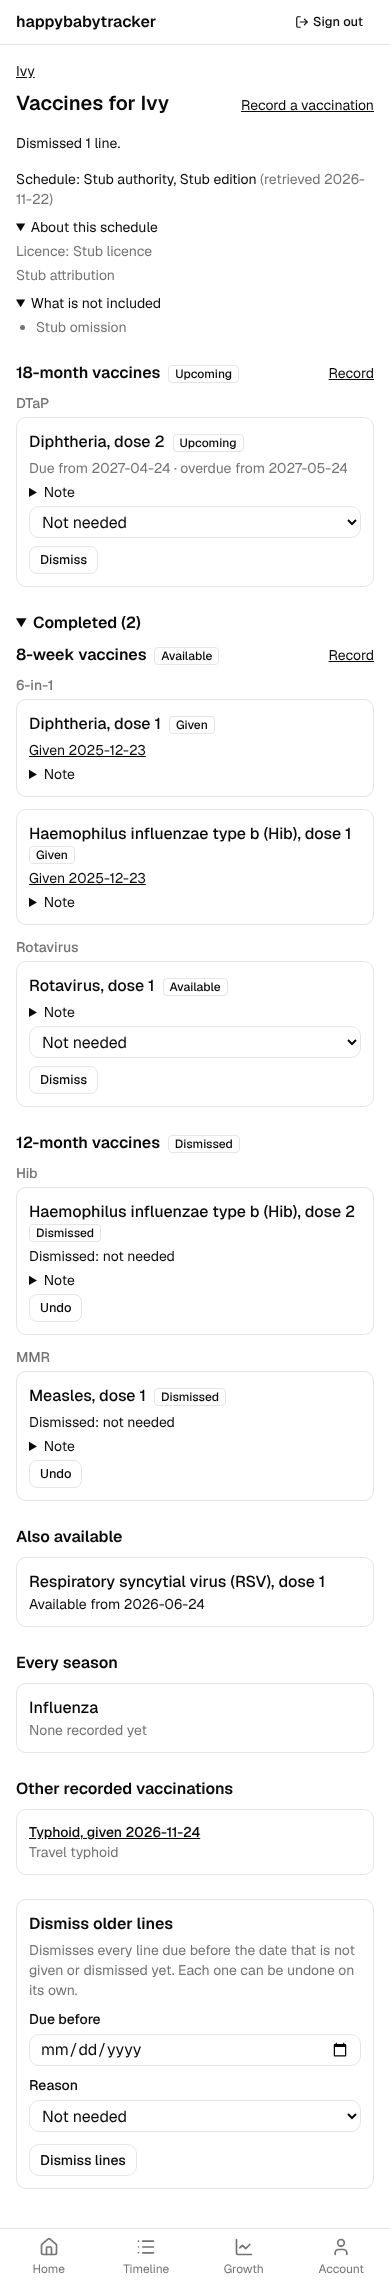 happybabytracker
Sign out
Ivy
Vaccines for Ivy
Record a vaccination
Dismissed 1 line.
Schedule: Stub authority, Stub edition (retrieved 2026-
11-22)
About this schedule
Licence: Stub licence
Stub attribution
What is not included
Stub omission
18-month vaccines Upcoming Record
DTaP
Diphtheria, dose 2 Upcoming
Due from 2027-04-24 · overdue from 2027-05-24
Note
Not needed
Dismiss
Completed (2)
8-week vaccines Available Record
6-in-1
Diphtheria, dose 1 Given
Given 2025-12-23
Note
Haemophilus influenzae type b (Hib), dose 1
Given
Given 2025-12-23
Note
Rotavirus
Rotavirus, dose 1 Available
Note
Not needed
Dismiss
12-month vaccines Dismissed
Hib
Haemophilus influenzae type b (Hib), dose 2
Dismissed
Dismissed: not needed
Note
Undo
MMR
Measles, dose 1 Dismissed
Dismissed: not needed
Note
Undo
Also available
Respiratory syncytial virus (RSV), dose 1
Available from 2026-06-24
Every season
Influenza
None recorded yet
Other recorded vaccinations
Typhoid, given 2026-11-24
Travel typhoid
Dismiss older lines
Dismisses every line due before the date that is not
given or dismissed yet. Each one can be undone on
its own.
Due before
mm/dd/yyyy
Reason
Not needed
Dismiss lines
Home Timeline Growth Account